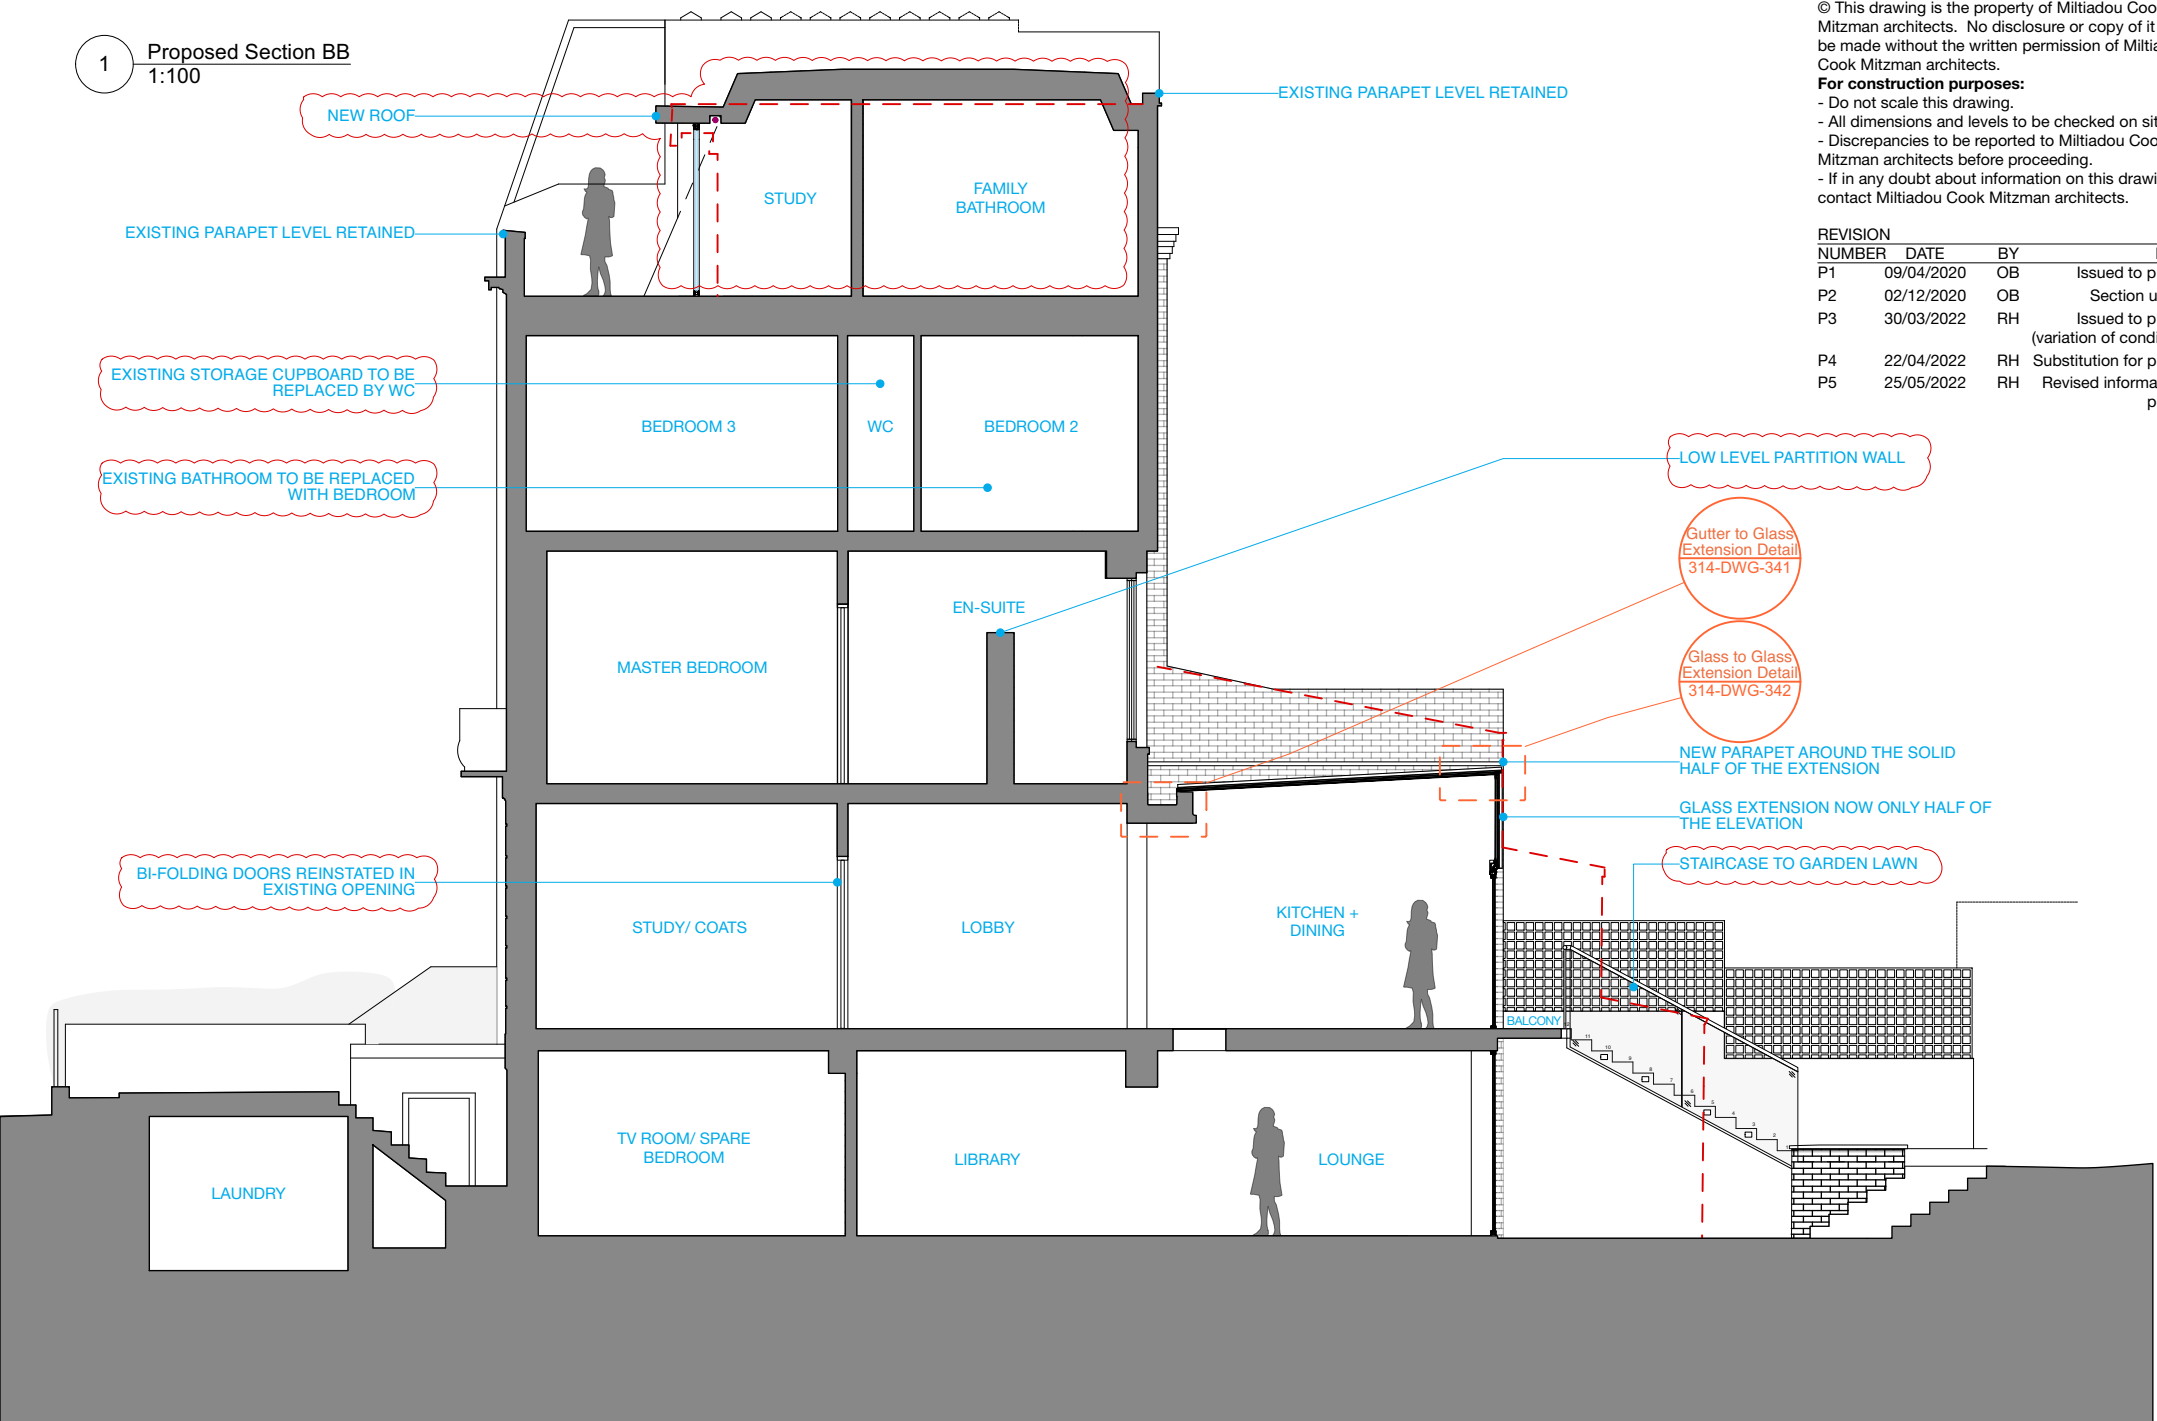 1
Proposed Section BB
1:100
NEW ROOF
EXISTING PARAPET LEVEL RETAINED
EXISTING PARAPET LEVEL RETAINED
STUDY
FAMILY
BATHROOM
EXISTING STORAGE CUPBOARD TO BE
REPLACED BY WC
EXISTING BATHROOM TO BE REPLACED
WITH BEDROOM
BEDROOM 3
WC
BEDROOM 2
LOW LEVEL PARTITION WALL
Gutter to Glass
Extension Detail
314-DWG-341
Glass to Glass
Extension Detail
314-DWG-342
EN-SUITE
MASTER BEDROOM
NEW PARAPET AROUND THE SOLID
HALF OF THE EXTENSION
GLASS EXTENSION NOW ONLY HALF OF
THE ELEVATION
STAIRCASE TO GARDEN LAWN
BI-FOLDING DOORS REINSTATED IN
EXISTING OPENING
STUDY/ COATS
LOBBY
KITCHEN +
DINING
BALCONY
11
10
9
8
7
6
5
4
3
2
1
TV ROOM/ SPARE
BEDROOM
LIBRARY
LOUNGE
LAUNDRY
© This drawing is the property of Miltiadou Coo
Mitzman architects. No disclosure or copy of it
be made without the written permission of Miltia
Cook Mitzman architects.
For construction purposes:
- Do not scale this drawing.
- All dimensions and levels to be checked on sit
- Discrepancies to be reported to Miltiadou Coo
Mitzman architects before proceeding.
- If in any doubt about information on this drawi
contact Miltiadou Cook Mitzman architects.
REVISION
NUMBER DATE BY
P1 09/04/2020 OB Issued to p
P2 02/12/2020 OB Section u
P3 30/03/2022 RH Issued to p
(variation of condi
P4 22/04/2022 RH Substitution for p
P5 25/05/2022 RH Revised informa
p